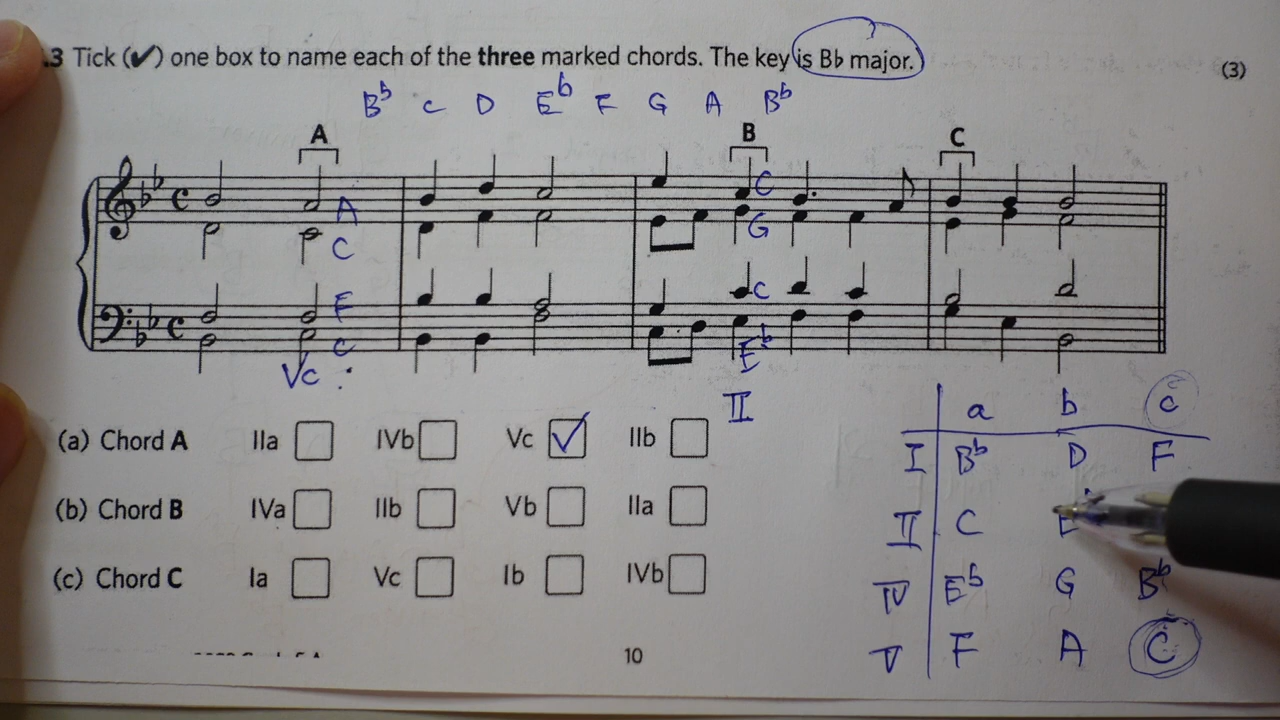 .3 Tick (✔) one box to name each of the three marked chords. The key is B♭ major.
(3)
B♭ C D E♭ F G A B♭
A B C
C C
A C
C G
F C
C E♭
Vc :
II
a b c
(a) Chord A IIa IVb Vc ✓ IIb
I B♭ D F
(b) Chord B IVa IIb Vb IIa
II C E
(c) Chord C Ia Vc Ib IVb
IV E♭ G B♭
V F A C
10